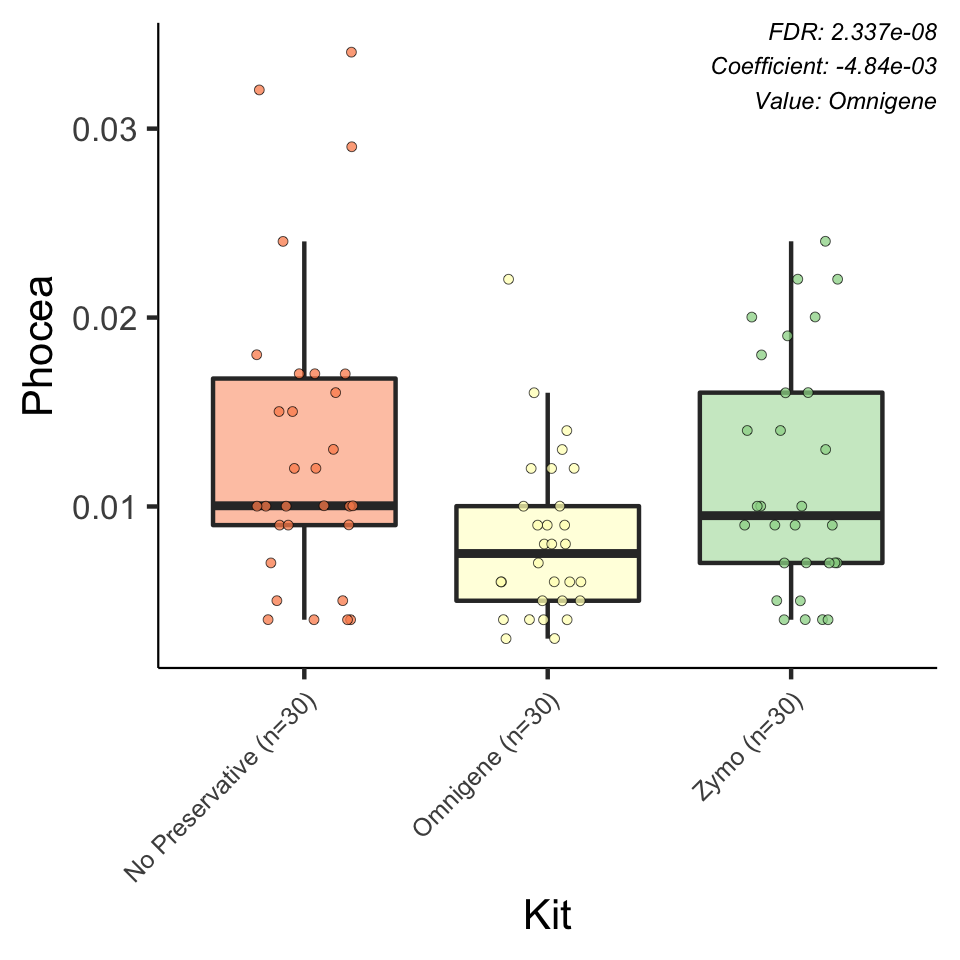 FDR: 2.337e-08
Coefficient: -4.84e-03
Value: Omnigene
Phocea
0.03
0.02
0.01
No Preservative (n=30)
Omnigene (n=30)
Zymo (n=30)
Kit